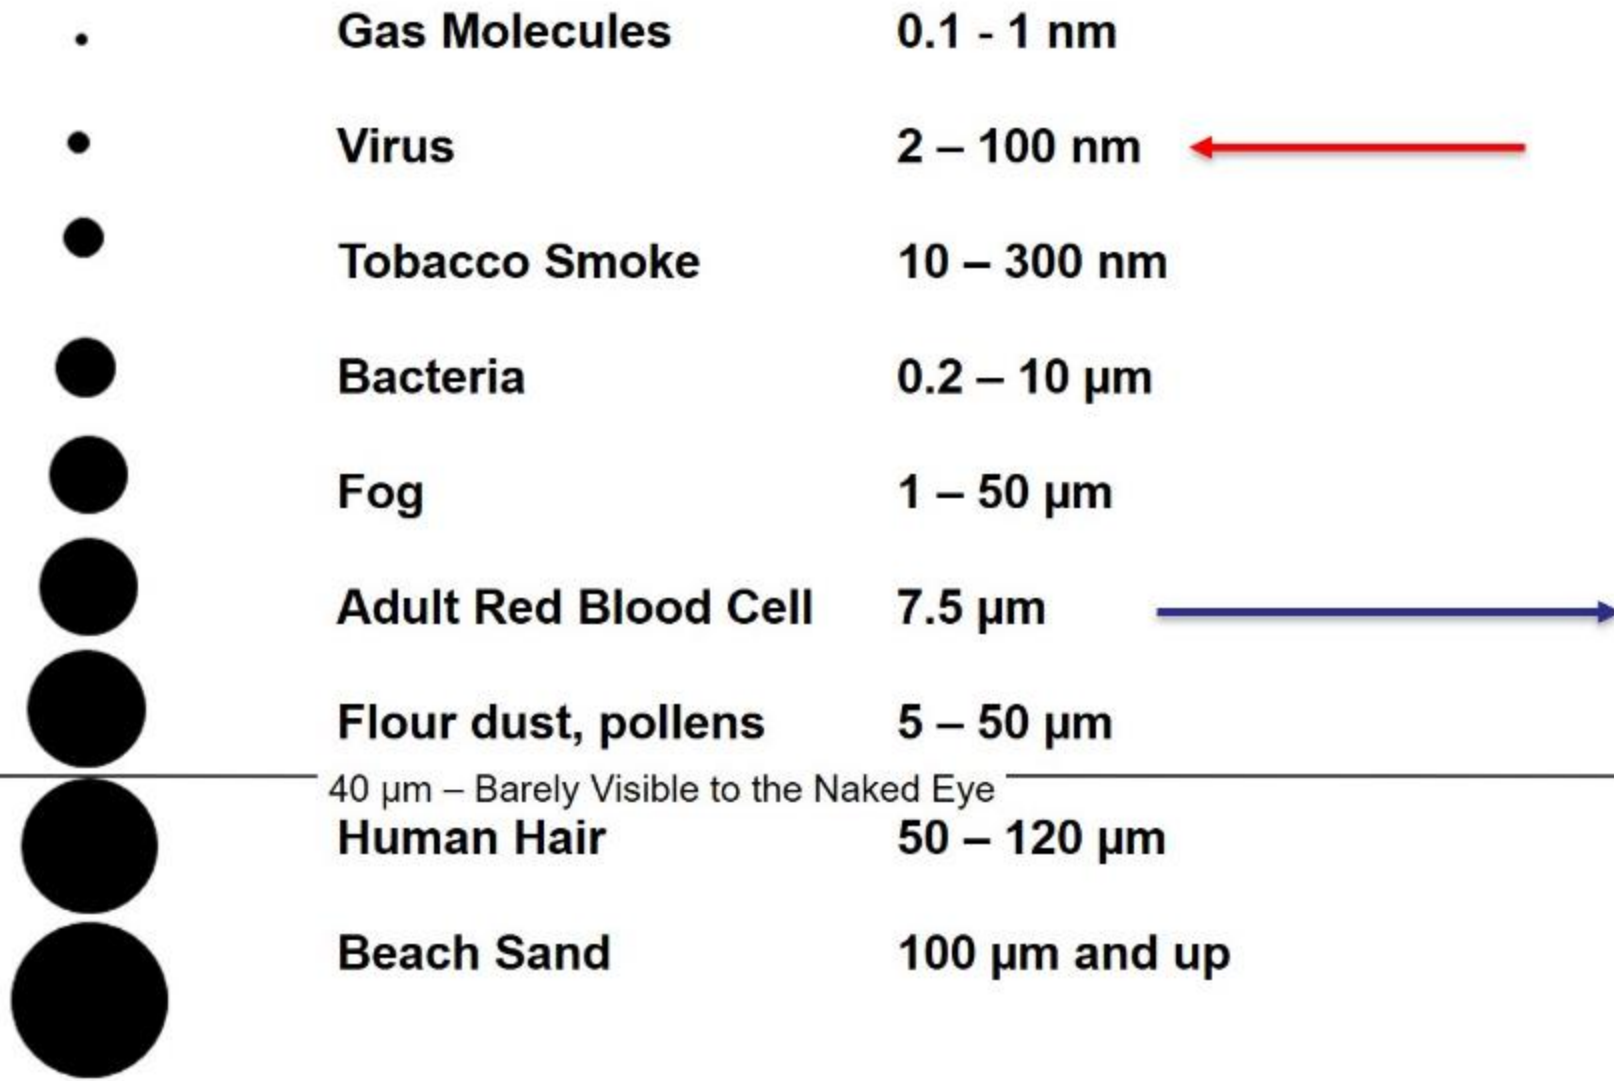 Gas Molecules 0.1 - 1 nm
Virus 2 – 100 nm
Tobacco Smoke 10 – 300 nm
Bacteria 0.2 – 10 µm
Fog 1 – 50 µm
Adult Red Blood Cell 7.5 µm
Flour dust, pollens 5 – 50 µm
40 µm – Barely Visible to the Naked Eye
Human Hair 50 – 120 µm
Beach Sand 100 µm and up